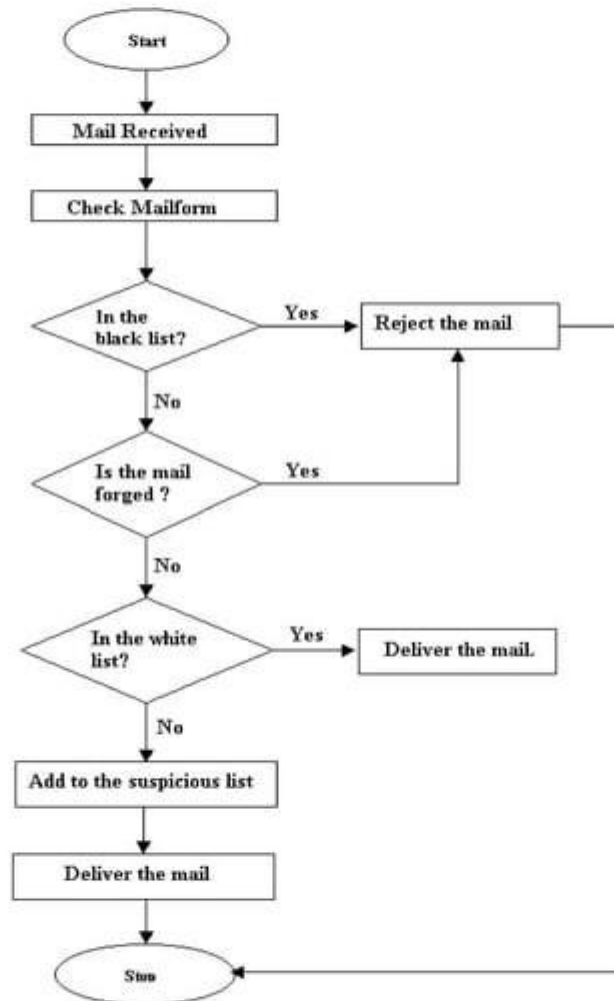 Start
Mail Received
Check Mailform
In the
black list?
Yes
Reject the mail
No
Is the mail
forged ?
Yes
No
In the white
list?
Yes
Deliver the mail.
No
Add to the suspicious list
Deliver the mail
Stop